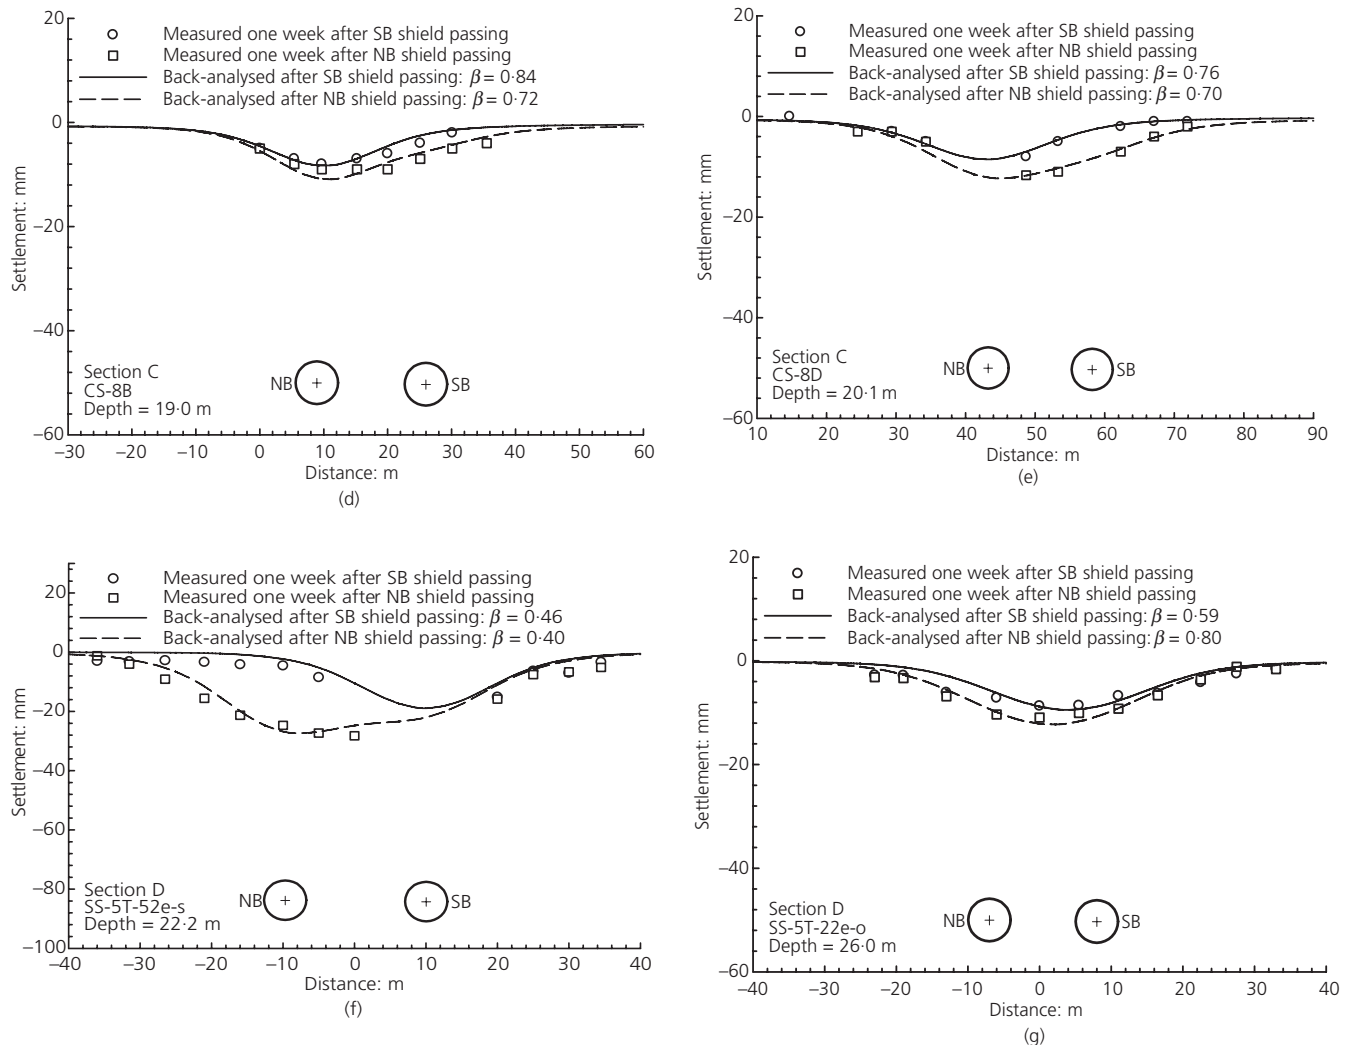 20
0
−20
−40
−60
Settlement: mm
Measured one week after SB shield passing
Measured one week after NB shield passing
Back-analysed after SB shield passing: β = 0·84
Back-analysed after NB shield passing: β = 0·72
Section C
CS-8B
Depth = 19·0 m
NB
SB
−30 −20 −10 0 10 20 30 40 50 60
Distance: m
(d)
20
0
−20
−40
−60
Settlement: mm
Measured one week after SB shield passing
Measured one week after NB shield passing
Back-analysed after SB shield passing: β = 0·76
Back-analysed after NB shield passing: β = 0·70
Section C
CS-8D
Depth = 20·1 m
NB
SB
10 20 30 40 50 60 70 80 90
Distance: m
(e)
20
0
−20
−40
−60
−80
−100
Settlement: mm
Measured one week after SB shield passing
Measured one week after NB shield passing
Back-analysed after SB shield passing: β = 0·46
Back-analysed after NB shield passing: β = 0·40
Section D
SS-5T-52e-s
Depth = 22·2 m
NB
SB
−40 −30 −20 −10 0 10 20 30 40
Distance: m
(f)
20
0
−20
−40
−60
Settlement: mm
Measured one week after SB shield passing
Measured one week after NB shield passing
Back-analysed after SB shield passing: β = 0·59
Back-analysed after NB shield passing: β = 0·80
Section D
SS-5T-22e-o
Depth = 26·0 m
NB
SB
−40 −30 −20 −10 0 10 20 30 40
Distance: m
(g)